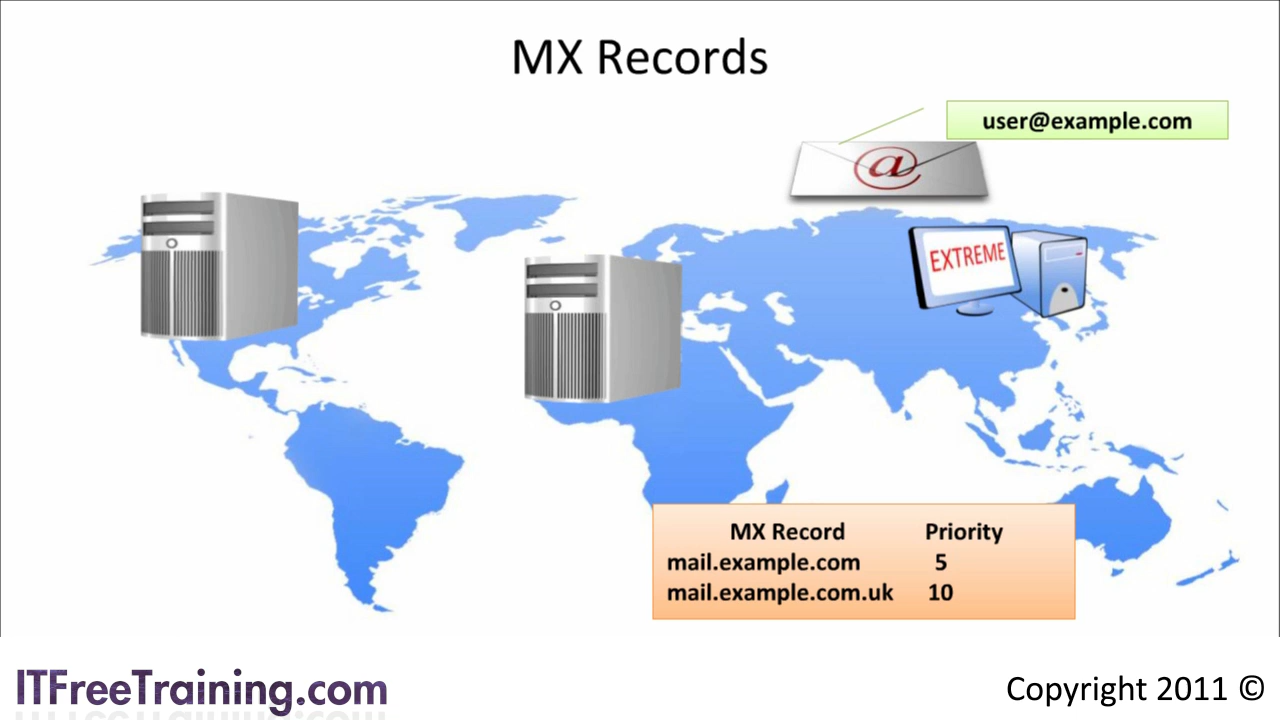 MX Records
user@example.com
@
EXTREME
MX Record Priority
mail.example.com 5
mail.example.com.uk 10
ITFreeTraining.com
Copyright 2011 ©